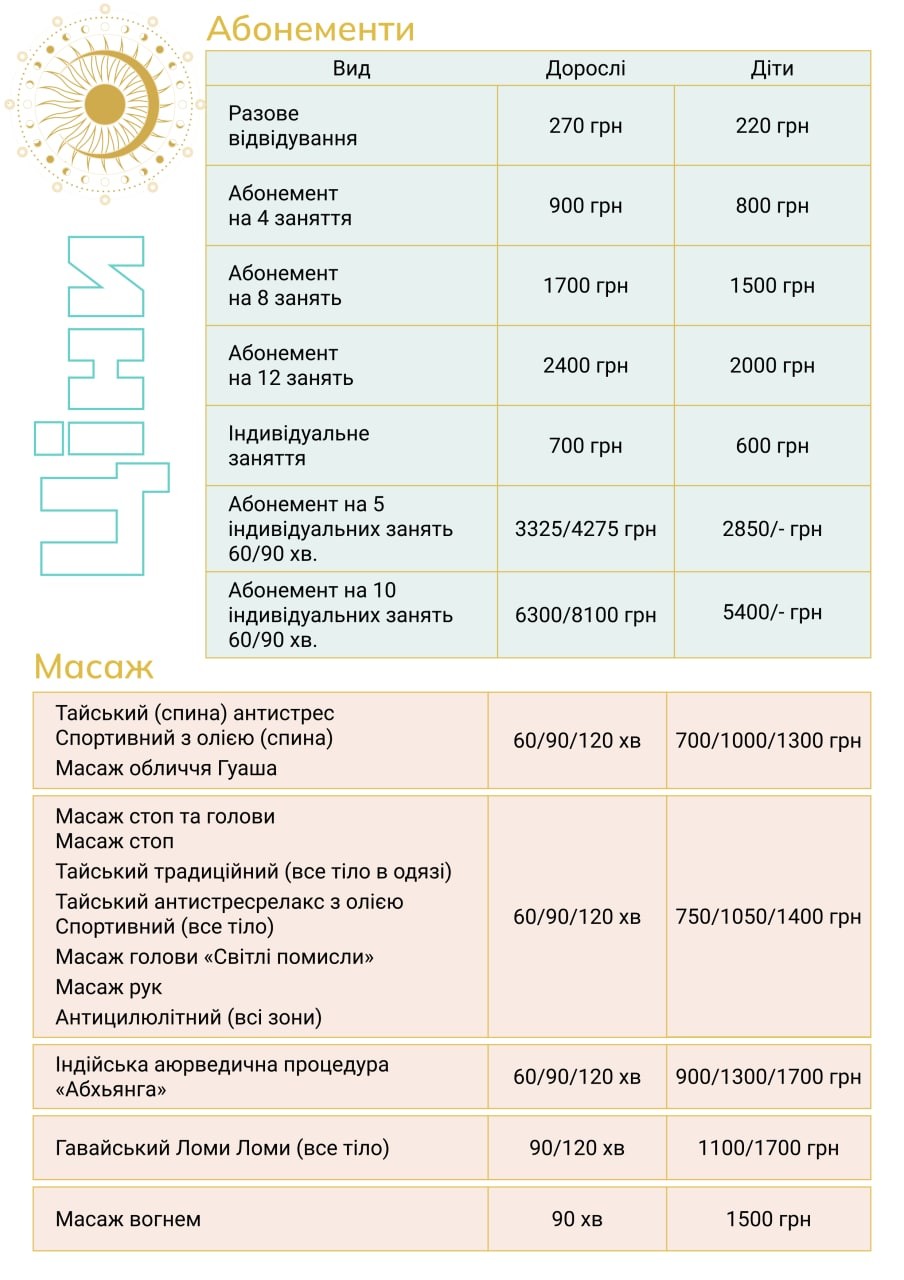 Абонементи
Ціни
Вид Дорослі Діти
Разове
відвідування
270 грн 220 грн
Абонемент
на 4 заняття
900 грн 800 грн
Абонемент
на 8 занять
1700 грн 1500 грн
Абонемент
на 12 занять
2400 грн 2000 грн
Індивідуальне
заняття
700 грн 600 грн
Абонемент на 5
індивідуальних занять
60/90 хв.
3325/4275 грн 2850/- грн
Абонемент на 10
індивідуальних занять
60/90 хв.
6300/8100 грн 5400/- грн
Масаж
Тайський (спина) антистрес
Спортивний з олією (спина)
Масаж обличчя Гуаша
60/90/120 хв 700/1000/1300 грн
Масаж стоп та голови
Масаж стоп
Тайський традиційний (все тіло в одязі)
Тайський антистресрелакс з олією
Спортивний (все тіло)
Масаж голови «Світлі помисли»
Масаж рук
Антицилюлітний (всі зони)
60/90/120 хв 750/1050/1400 грн
Індійська аюрведична процедура
«Абхьянга»
60/90/120 хв 900/1300/1700 грн
Гавайський Ломи Ломи (все тіло) 90/120 хв 1100/1700 грн
Масаж вогнем 90 хв 1500 грн